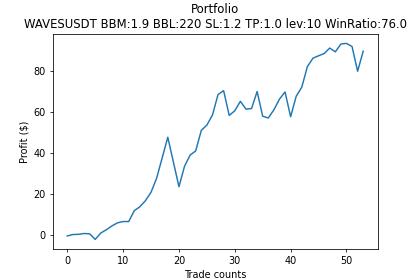 Portfolio
WAVESUSDT BBM:1.9 BBL:220 SL:1.2 TP:1.0 lev:10 WinRatio:76.0
Profit ($)
80
60
40
20
0
0
10
20
30
40
50
Trade counts